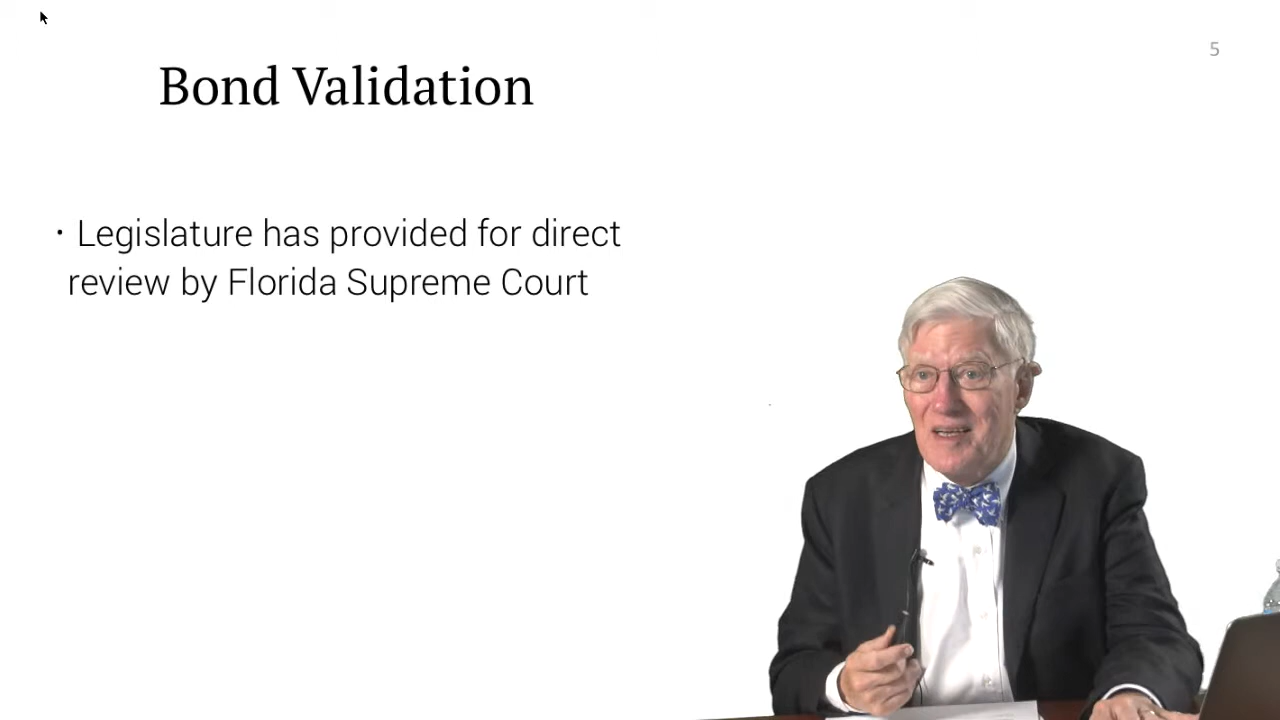 5
Bond Validation
· Legislature has provided for direct
review by Florida Supreme Court